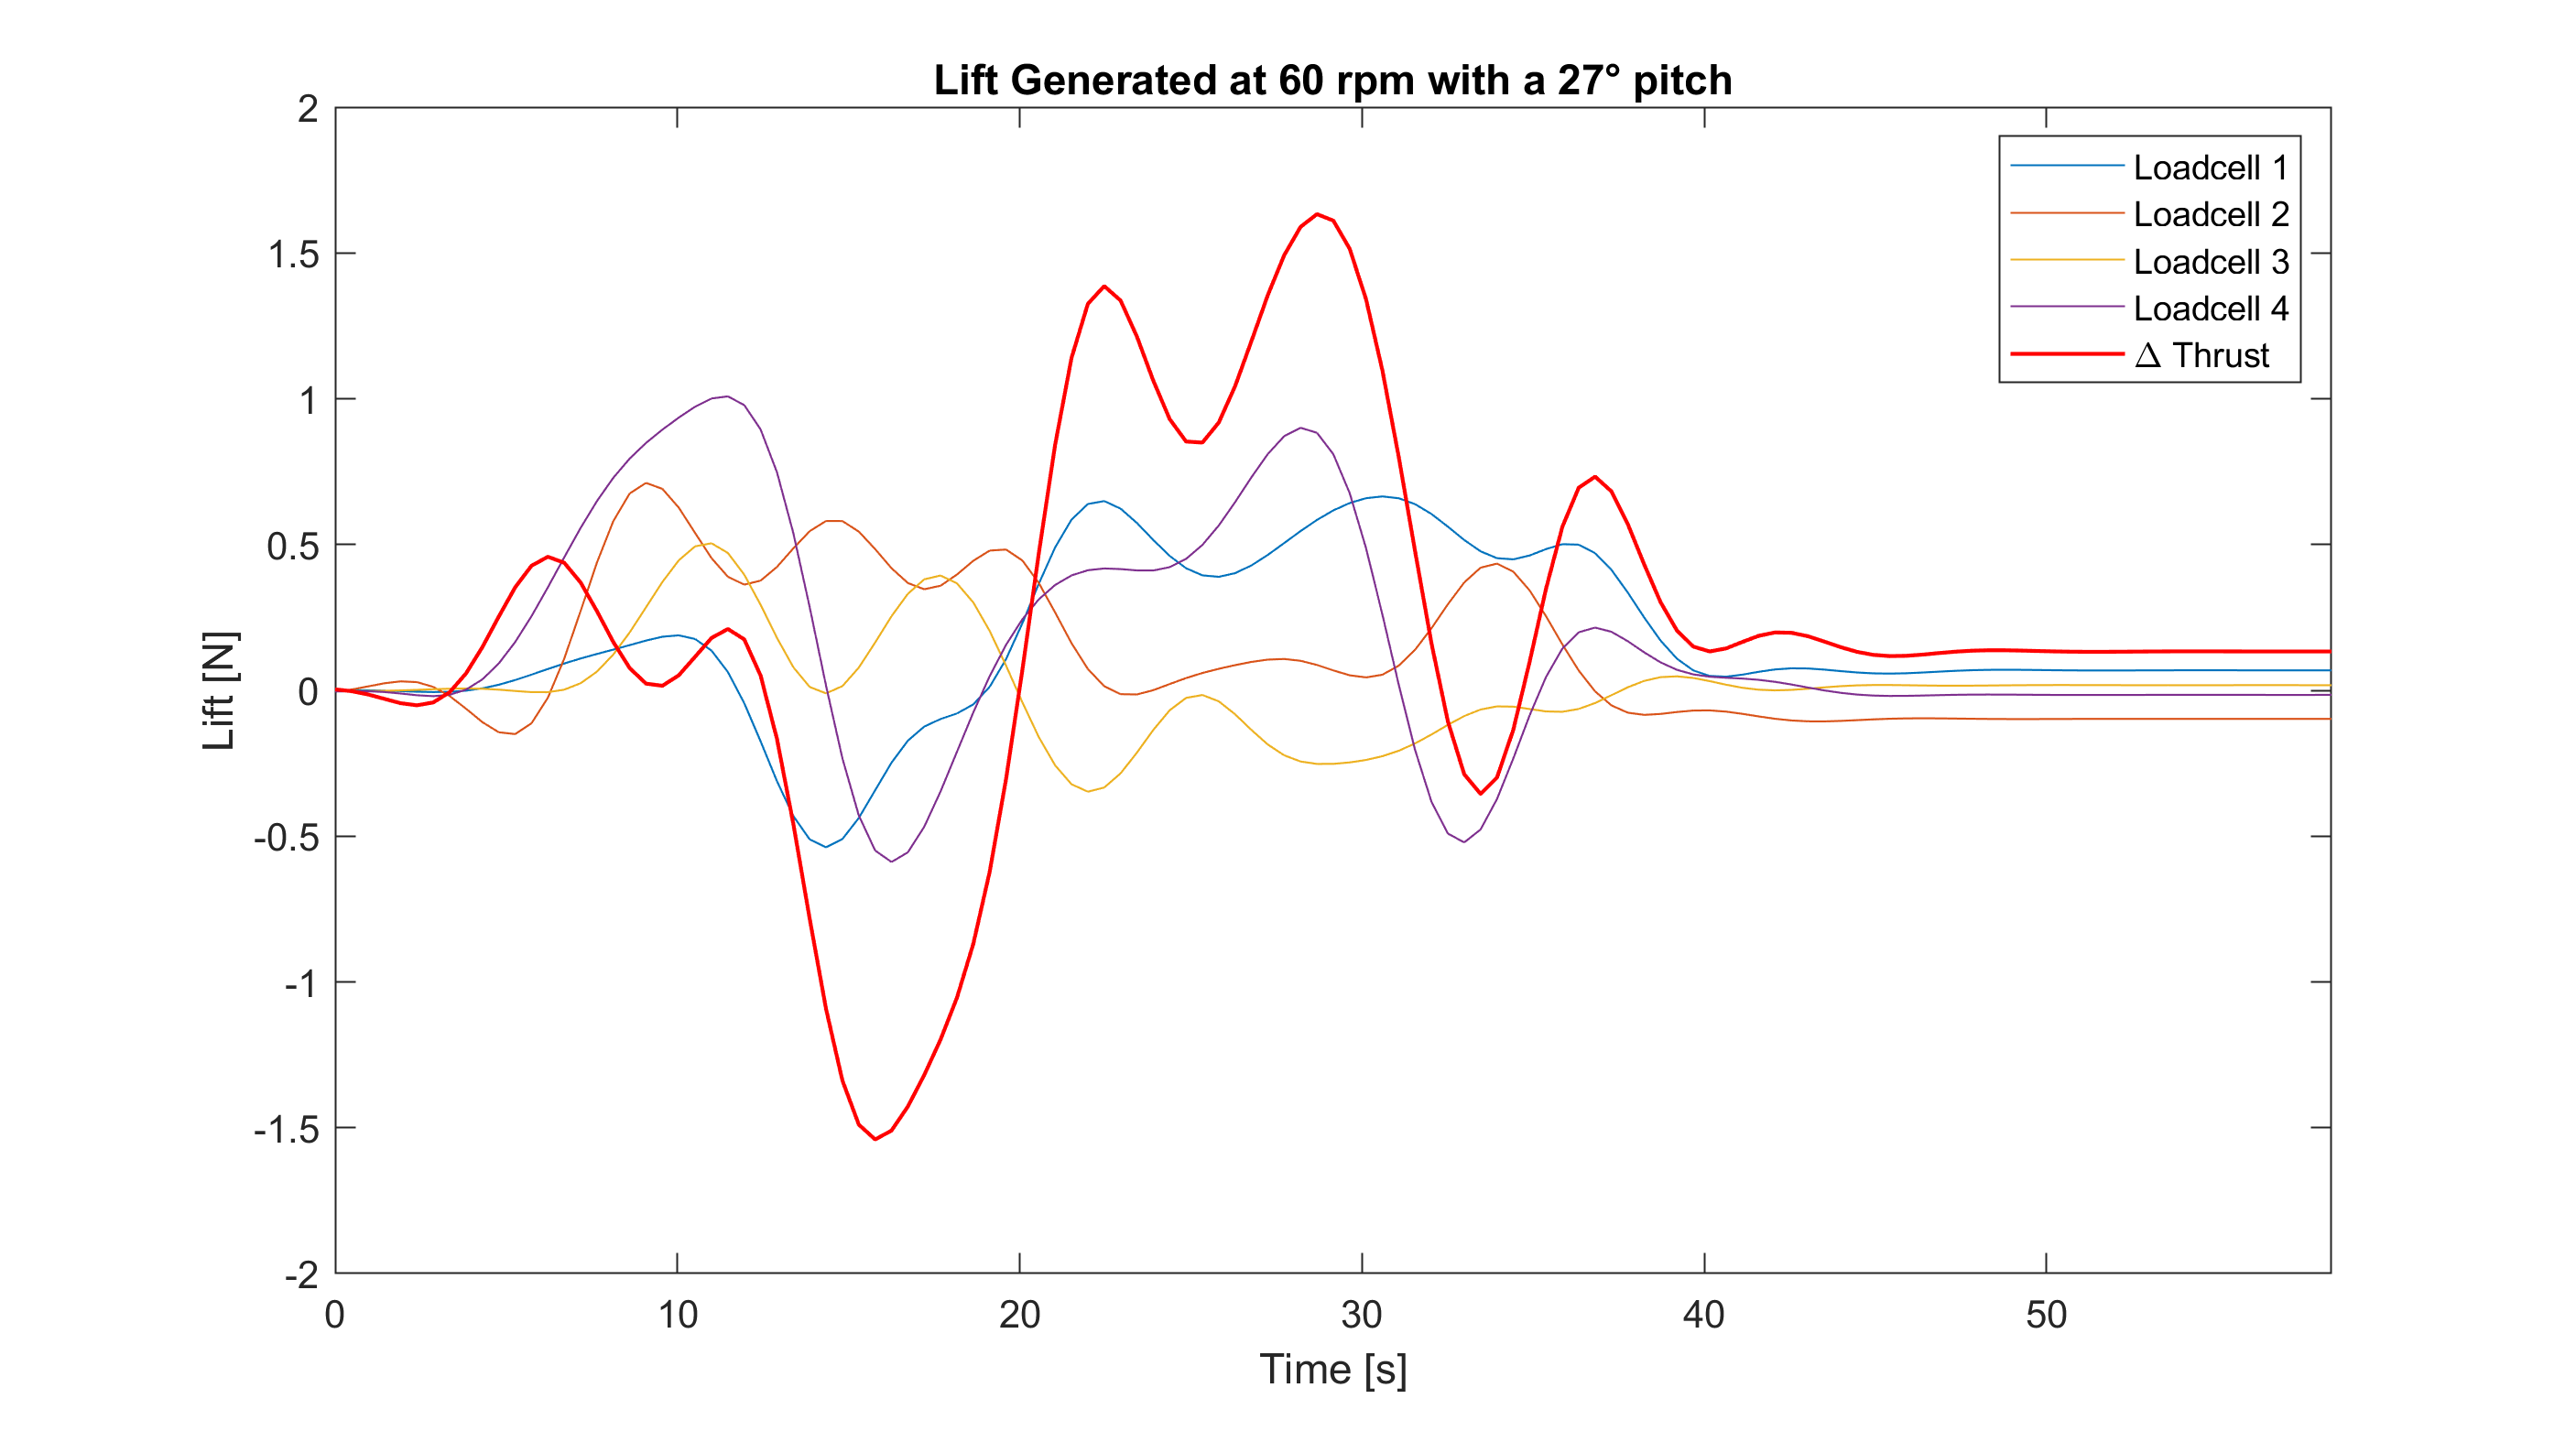 Lift Generated at 60 rpm with a 27° pitch
2
1.5
1
0.5
0
-0.5
-1
-1.5
-2
Lift [N]
0 10 20 30 40 50
Time [s]
Loadcell 1
Loadcell 2
Loadcell 3
Loadcell 4
Δ Thrust